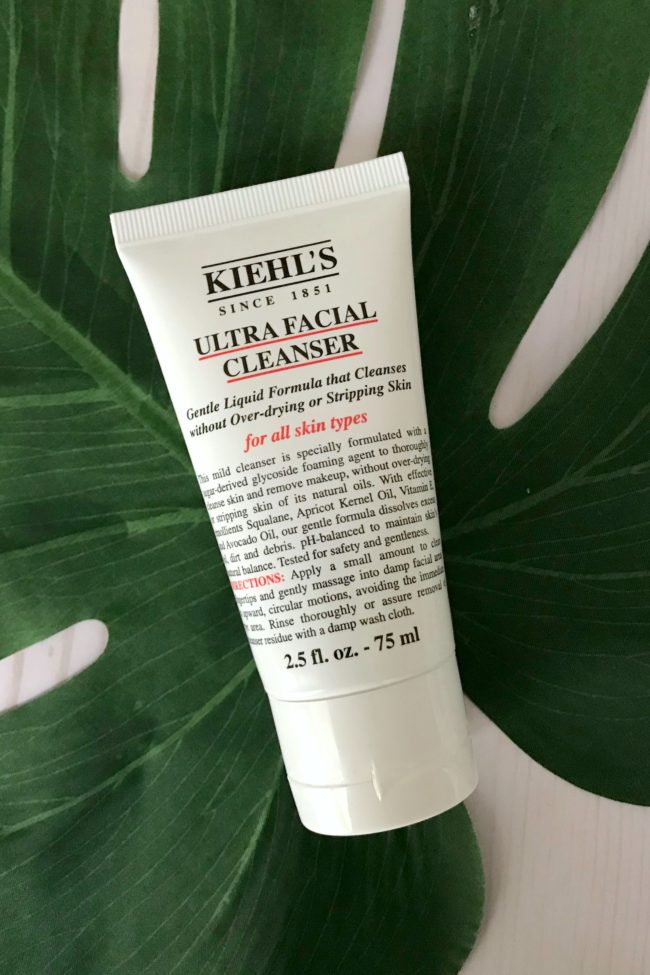 KIEHL'S
SINCE 1851
ULTRA FACIAL
CLEANSER
Gentle Liquid Formula that Cleanses
without Over-drying or Stripping Skin
for all skin types
This mild cleanser is specially formulated with a
sugar-derived glycoside foaming agent to thoroughly
cleanse skin and remove makeup, without over-drying
or stripping skin of its natural oils. With effective
emollients Squalane, Apricot Kernel Oil, Vitamin E,
and Avocado Oil, our gentle formula dissolves excess
oil, dirt and debris. pH-balanced to maintain skin's
natural balance. Tested for safety and gentleness.
DIRECTIONS: Apply a small amount to clean
fingertips and gently massage into damp facial area
upward, circular motions, avoiding the immediate
area. Rinse thoroughly or assure removal
cleanser residue with a damp wash cloth.
2.5 fl. oz. - 75 ml